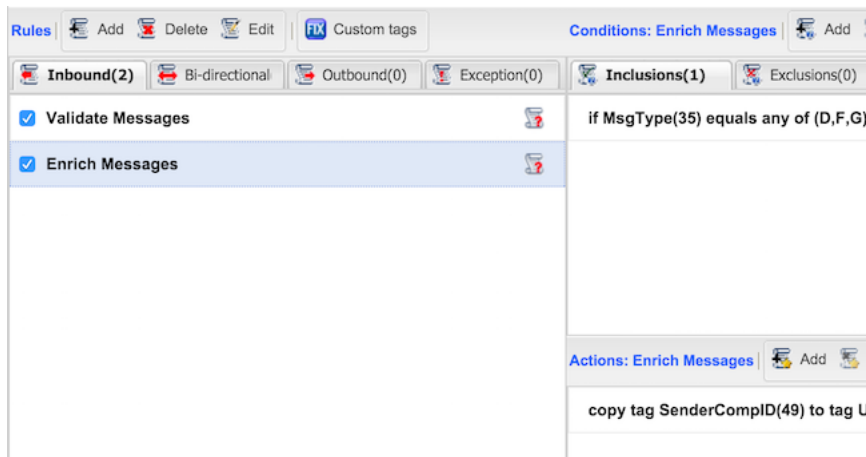 Rules Add Delete Edit FIX Custom tags
Conditions: Enrich Messages Add
Inbound(2) Bi-directional Outbound(0) Exception(0)
Inclusions(1) Exclusions(0)
Validate Messages
Enrich Messages
if MsgType(35) equals any of (D,F,G)
Actions: Enrich Messages Add
copy tag SenderCompID(49) to tag U